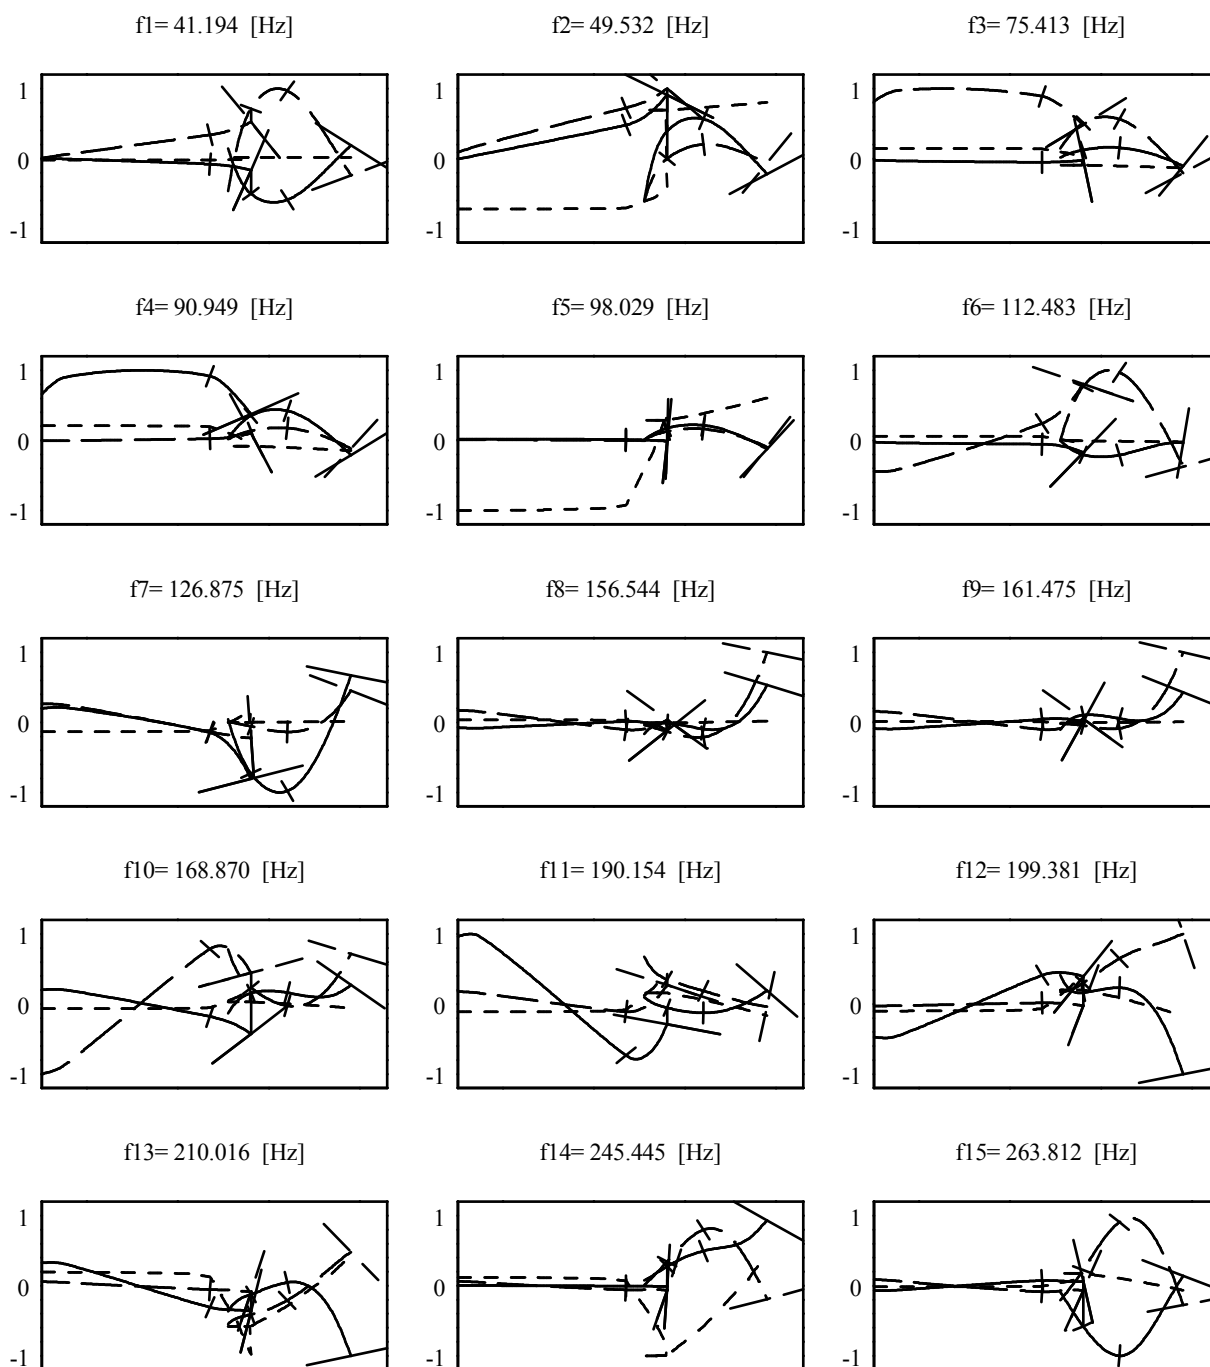 f1= 41.194 [Hz] f2= 49.532 [Hz] f3= 75.413 [Hz]
1 1 1
0 0 0
-1 -1 -1
f4= 90.949 [Hz] f5= 98.029 [Hz] f6= 112.483 [Hz]
1 1 1
0 0 0
-1 -1 -1
f7= 126.875 [Hz] f8= 156.544 [Hz] f9= 161.475 [Hz]
1 1 1
0 0 0
-1 -1 -1
f10= 168.870 [Hz] f11= 190.154 [Hz] f12= 199.381 [Hz]
1 1 1
0 0 0
-1 -1 -1
f13= 210.016 [Hz] f14= 245.445 [Hz] f15= 263.812 [Hz]
1 1 1
0 0 0
-1 -1 -1